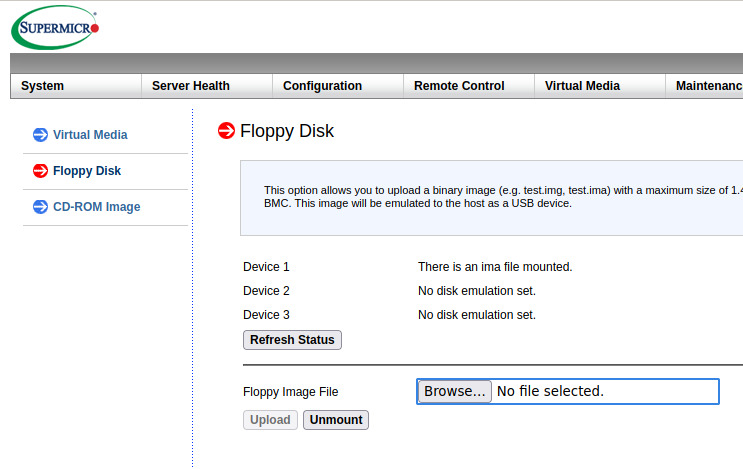 SUPERMICRO
System Server Health Configuration Remote Control Virtual Media Maintenanc
Virtual Media
Floppy Disk
CD-ROM Image
Floppy Disk
This option allows you to upload a binary image (e.g. test.img, test.ima) with a maximum size of 1.4
BMC. This image will be emulated to the host as a USB device.
Device 1 There is an ima file mounted.
Device 2 No disk emulation set.
Device 3 No disk emulation set.
Refresh Status
Floppy Image File Browse... No file selected.
Upload Unmount